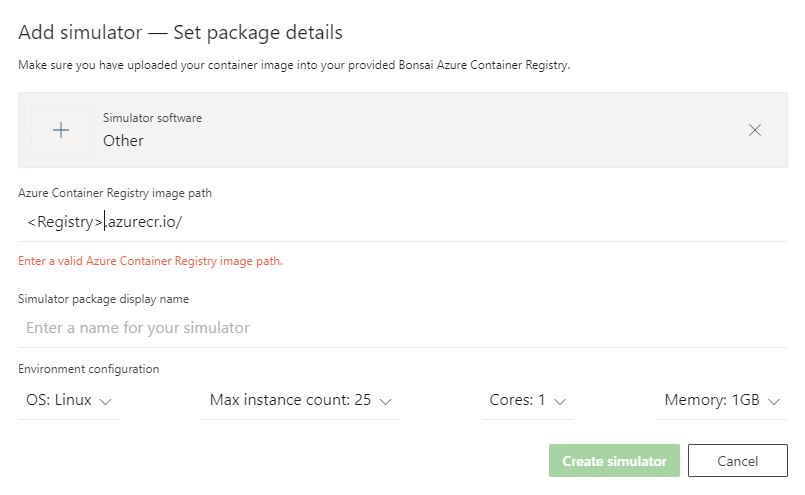 Add simulator — Set package details
Make sure you have uploaded your container image into your provided Bonsai Azure Container Registry.
Simulator software
Other
Azure Container Registry image path
<Registry>.azurecr.io/
Enter a valid Azure Container Registry image path.
Simulator package display name
Enter a name for your simulator
Environment configuration
OS: Linux Max instance count: 25 Cores: 1 Memory: 1GB
Create simulator Cancel